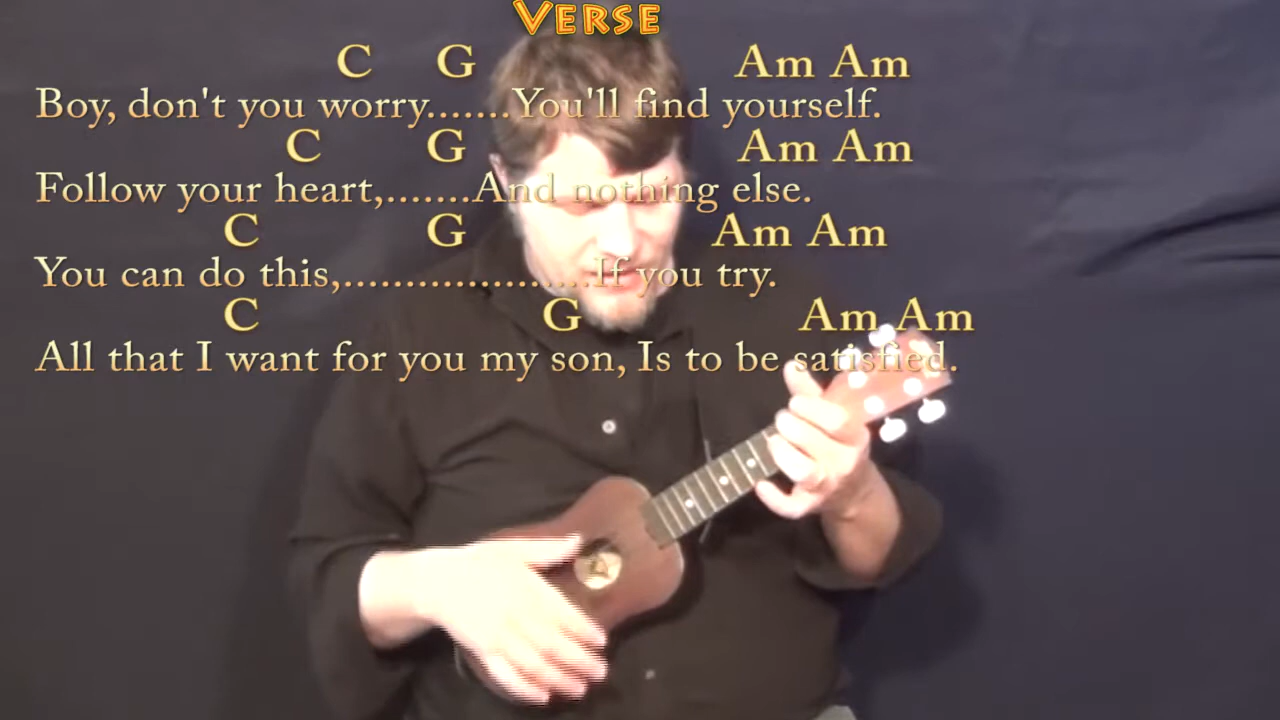 VERSE
C G Am Am
Boy, don't you worry.......You'll find yourself.
C G Am Am
Follow your heart,.......And nothing else.
C G Am Am
You can do this,....................If you try.
C G Am Am
All that I want for you my son, Is to be satisfied.